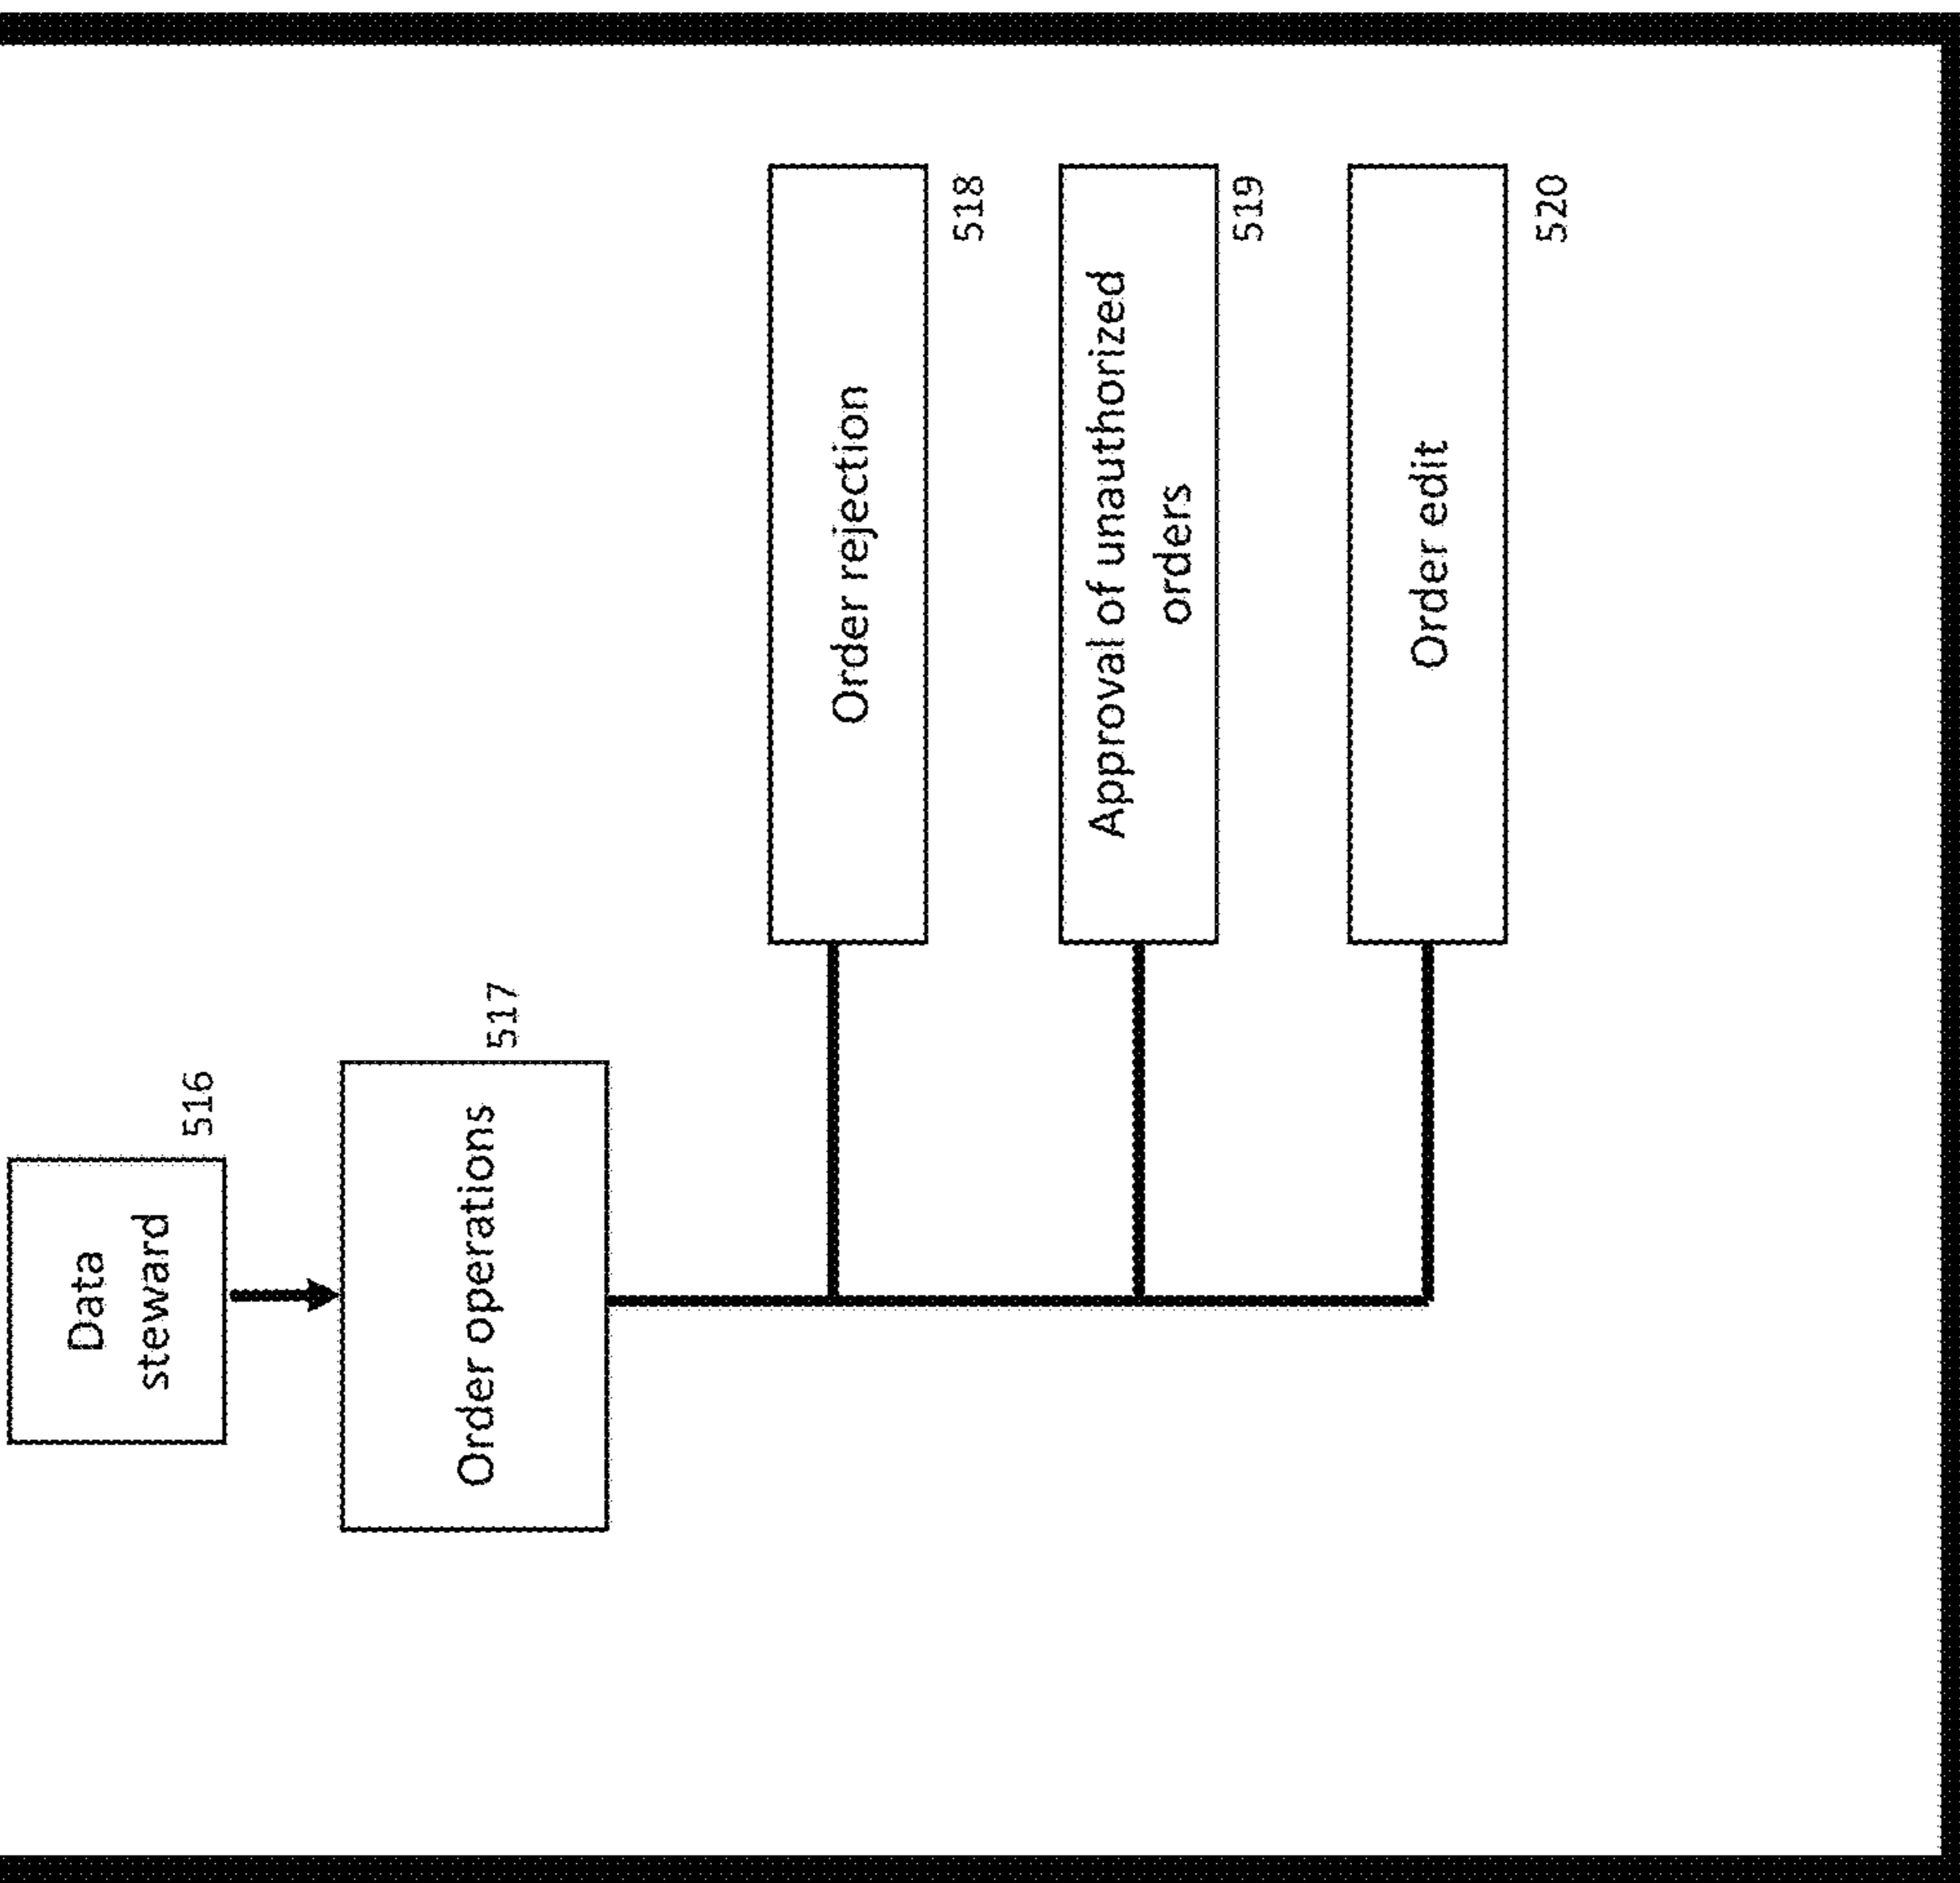 Data
steward
516
Order operations
517
Order rejection
518
Approval of unauthorized
orders
519
Order edit
520